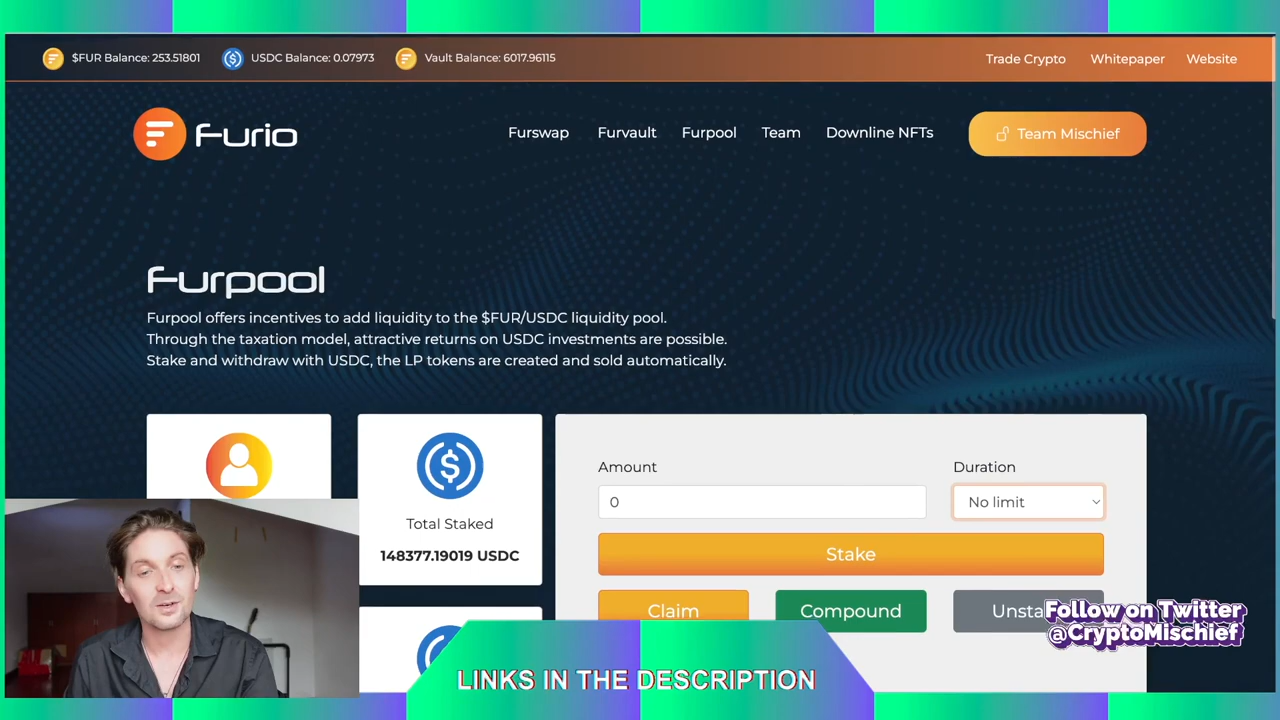 $FUR Balance: 253.51801 USDC Balance: 0.07973 Vault Balance: 6017.96115 Trade Crypto Whitepaper Website
Furio Furswap Furvault Furpool Team Downline NFTs Team Mischief
Furpool
Furpool offers incentives to add liquidity to the $FUR/USDC liquidity pool.
Through the taxation model, attractive returns on USDC investments are possible.
Stake and withdraw with USDC, the LP tokens are created and sold automatically.
Amount Duration
0 No limit
Total Staked
148377.19019 USDC
Stake
Claim Compound Unsta
Follow on Twitter
@CryptoMischief
LINKS IN THE DESCRIPTION